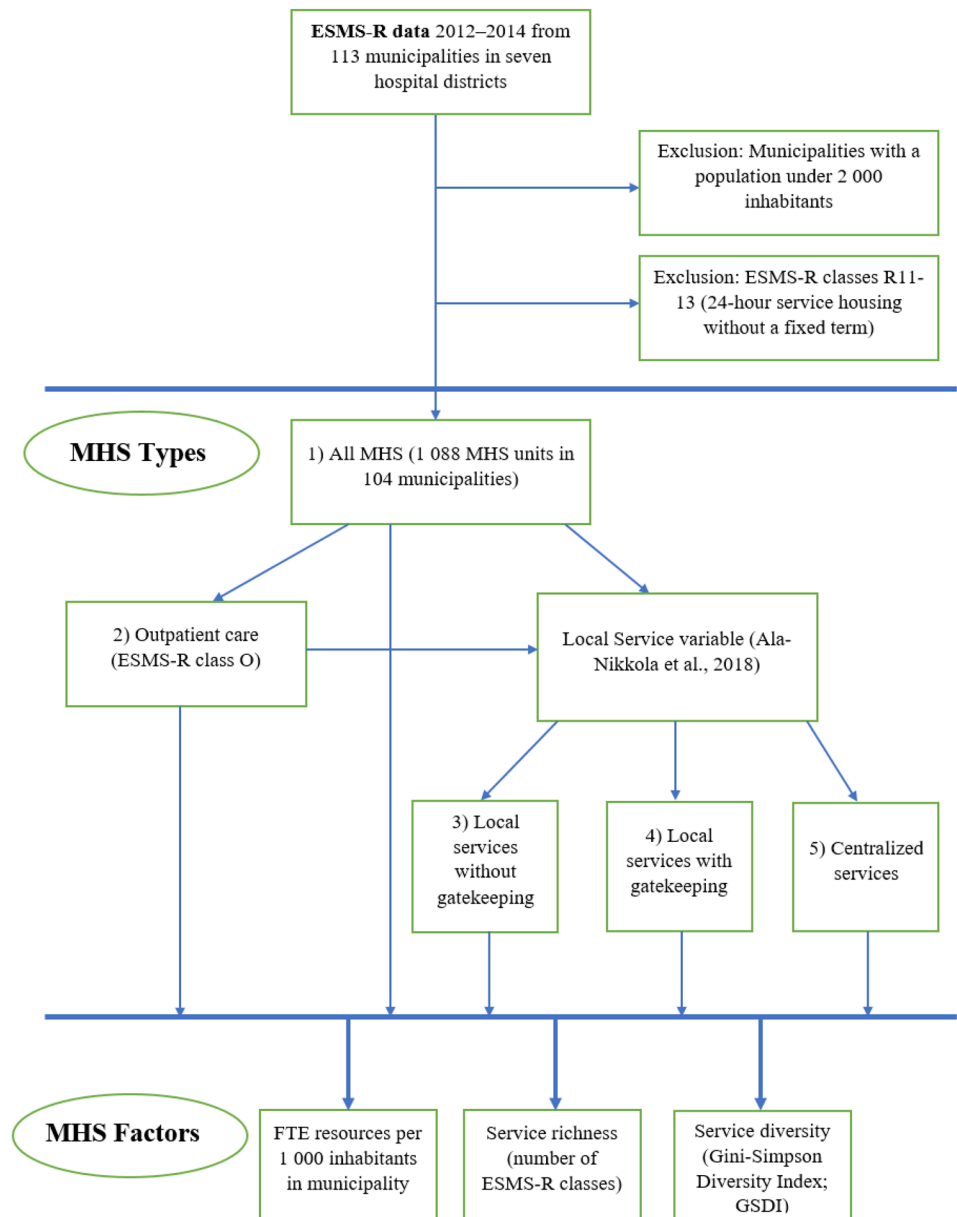 ESMS-R data 2012–2014 from
113 municipalities in seven
hospital districts
Exclusion: Municipalities with a
population under 2 000
inhabitants
Exclusion: ESMS-R classes R11-
13 (24-hour service housing
without a fixed term)
MHS Types
1) All MHS (1 088 MHS units in
104 municipalities)
2) Outpatient care
(ESMS-R class O)
Local Service variable (Ala-
Nikkola et al., 2018)
3) Local
services
without
gatekeeping
4) Local
services with
gatekeeping
5) Centralized
services
MHS Factors
FTE resources per
1 000 inhabitants
in municipality
Service richness
(number of
ESMS-R classes)
Service diversity
(Gini-Simpson
Diversity Index;
GSDI)